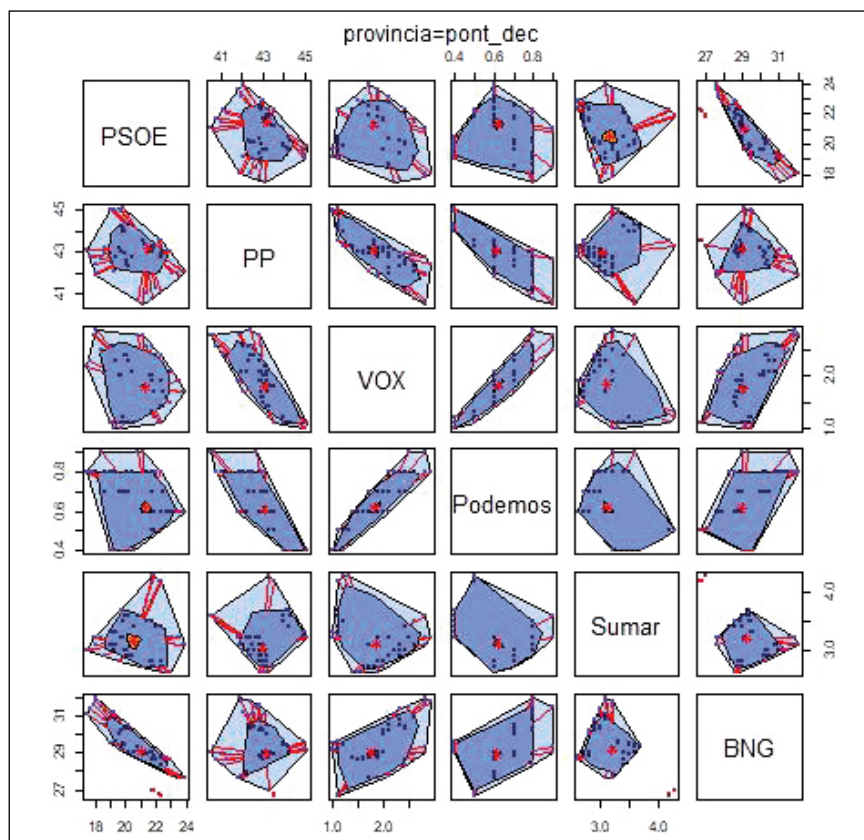 provincia=pont_dec
41 43 45 0.4 0.6 0.8 27 29 31
PSOE
18 20 22 24
41 43 45
PP
VOX
1.0 2.0
0.4 0.6 0.8
Podemos
Sumar
3.0 4.0
27 29 31
BNG
18 20 22 24 1.0 2.0 3.0 4.0